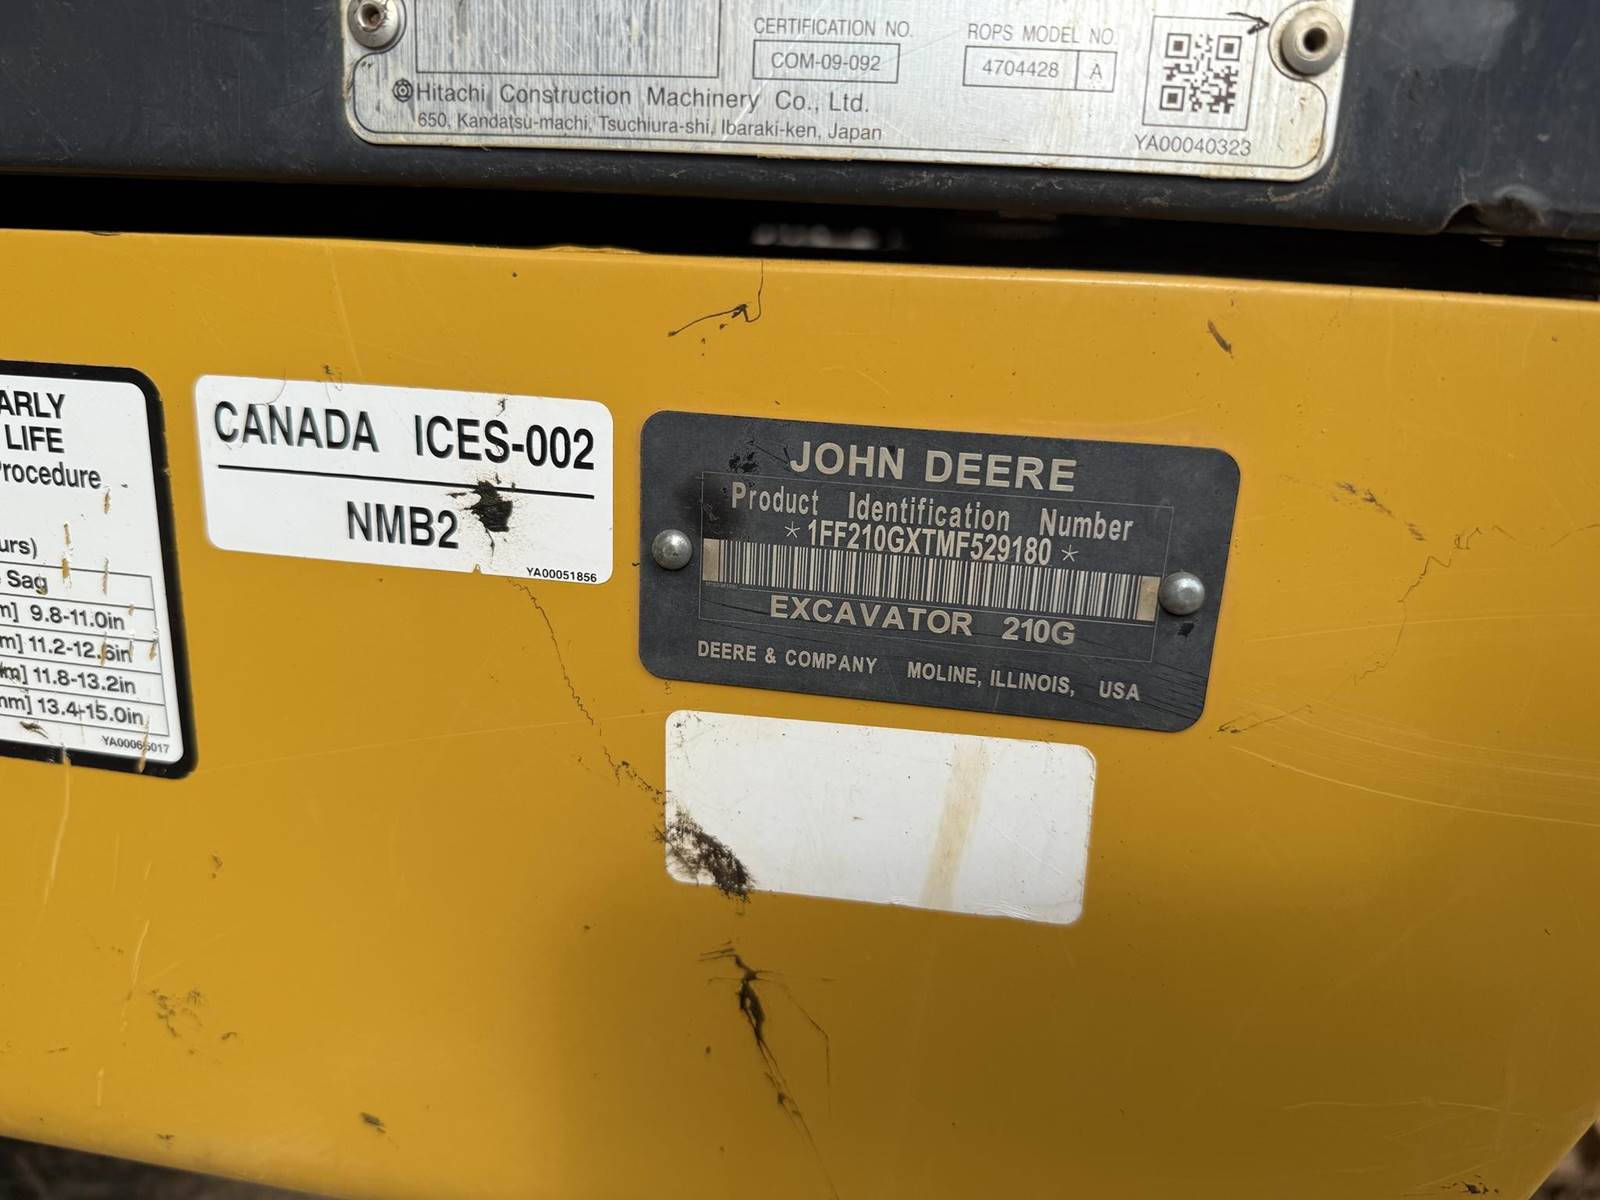 CERTIFICATION NO.
COM-09-092
ROPS MODEL NO
4704428 A
Hitachi Construction Machinery Co., Ltd.
650, Kandatsu-machi, Tsuchiura-shi, Ibaraki-ken, Japan
YA00040323
ARLY
LIFE
Procedure
urs)
Sag
m] 9.8-11.0in
m] 11.2-12.6in
m] 11.8-13.2in
mm] 13.4-15.0in
YA00065017
CANADA ICES-002
NMB2
YA00051856
JOHN DEERE
Product Identification Number
*1FF210GXTMF529180*
EXCAVATOR 210G
DEERE & COMPANY MOLINE, ILLINOIS, USA